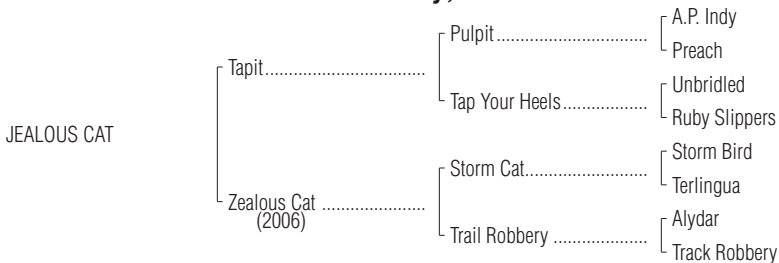 JEALOUS CAT
Tapit
Zealous Cat
(2006)
Pulpit
Tap Your Heels
Storm Cat
Trail Robbery
A.P. Indy
Preach
Unbridled
Ruby Slippers
Storm Bird
Terlingua
Alydar
Track Robbery